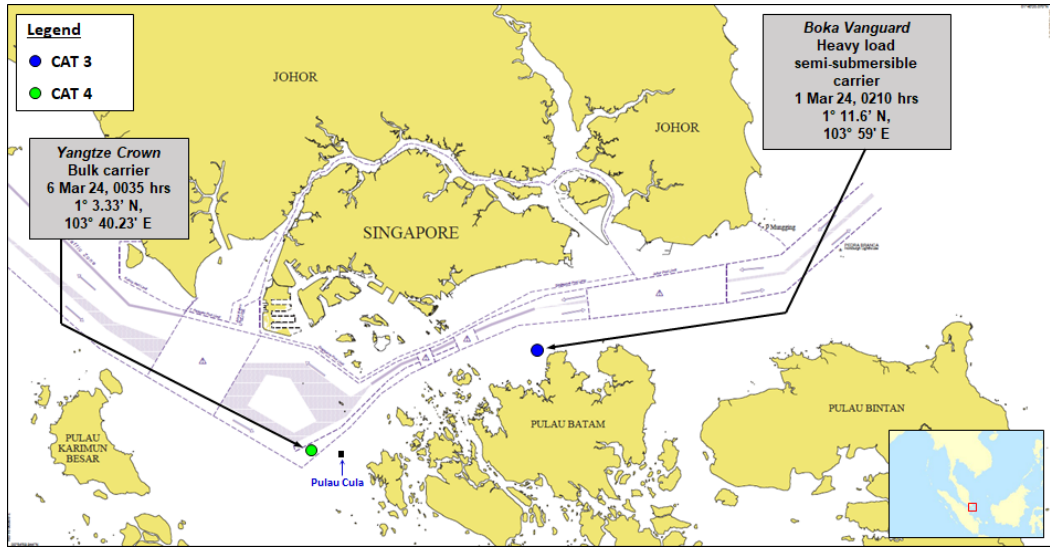 Legend
CAT 3
CAT 4
Boka Vanguard
Heavy load
semi-submersible
carrier
1 Mar 24, 0210 hrs
1° 11.6' N,
103° 59' E
Yangtze Crown
Bulk carrier
6 Mar 24, 0035 hrs
1° 3.33' N,
103° 40.23' E
JOHOR
JOHOR
SINGAPORE
P Mungging
PULAU BATAM
PULAU BINTAN
PULAU
KARIMUN
BESAR
Pulau Cula